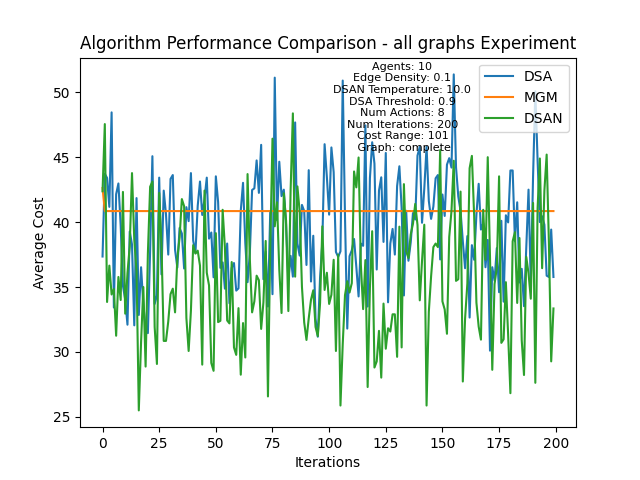 Algorithm Performance Comparison - all graphs Experiment
Agents: 10
Edge Density: 0.1
DSAN Temperature: 10.0
DSA Threshold: 0.9
Num Actions: 8
Num Iterations: 200
Cost Range: 101
Graph: complete
DSA
MGM
DSAN
Average Cost
50
45
40
35
30
25
0 25 50 75 100 125 150 175 200
Iterations